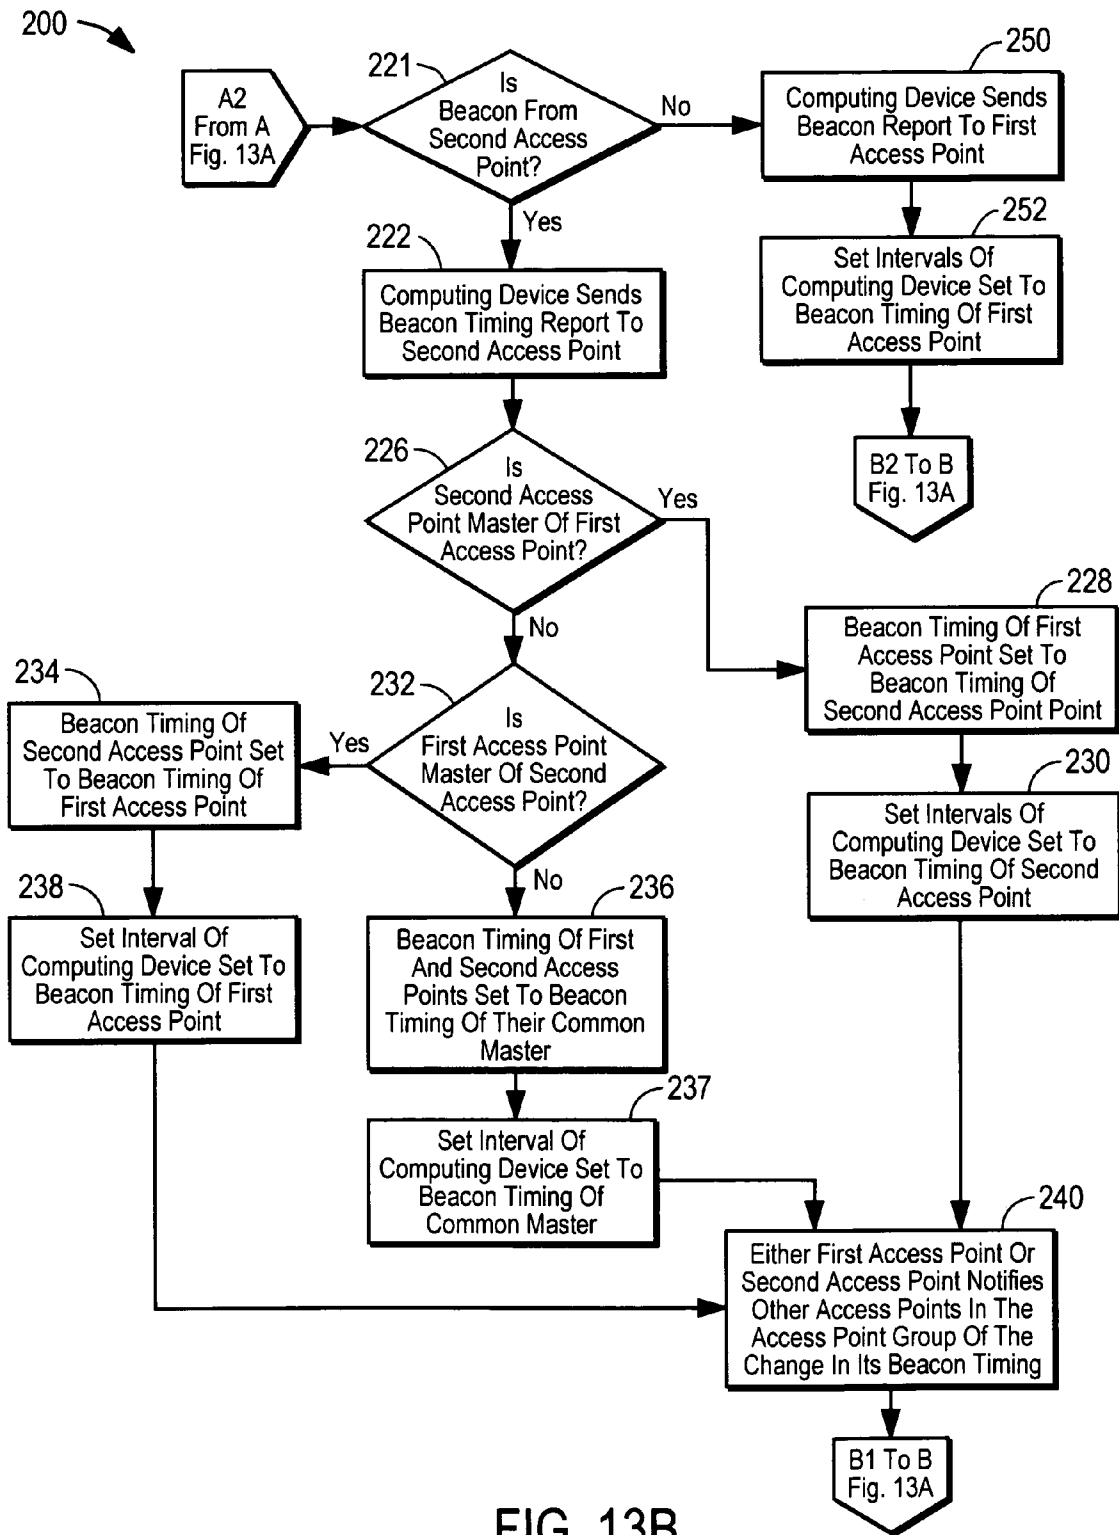 200
A2
From A
Fig. 13A
221
Is
Beacon From
Second Access
Point?
No
250
Computing Device Sends
Beacon Report To First
Access Point
Yes
222
Computing Device Sends
Beacon Timing Report To
Second Access Point
252
Set Intervals Of
Computing Device Set To
Beacon Timing Of First
Access Point
B2 To B
Fig. 13A
226
Is
Second Access
Point Master Of First
Access Point?
Yes
228
Beacon Timing Of First
Access Point Set To
Beacon Timing Of
Second Access Point Point
No
232
Is
First Access Point
Master Of Second
Access Point?
Yes
234
Beacon Timing Of
Second Access Point Set
To Beacon Timing Of
First Access Point
230
Set Intervals Of
Computing Device Set To
Beacon Timing Of Second
Access Point
No
238
Set Interval Of
Computing Device Set To
Beacon Timing Of First
Access Point
236
Beacon Timing Of First
And Second Access
Points Set To Beacon
Timing Of Their Common
Master
237
Set Interval Of
Computing Device Set To
Beacon Timing Of
Common Master
240
Either First Access Point Or
Second Access Point Notifies
Other Access Points In The
Access Point Group Of The
Change In Its Beacon Timing
B1 To B
Fig. 13A
FIG. 13B